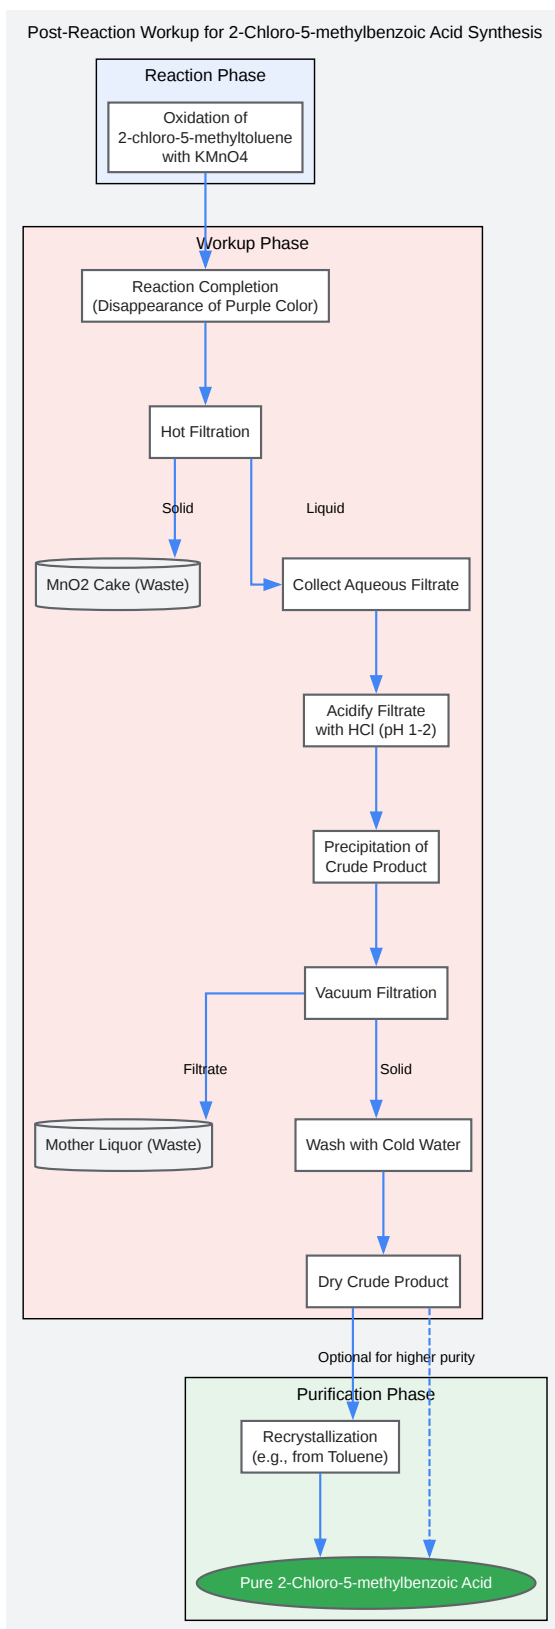 Post-Reaction Workup for 2-Chloro-5-methylbenzoic Acid Synthesis
Reaction Phase
Oxidation of
2-chloro-5-methyltoluene
with KMnO4
Workup Phase
Reaction Completion
(Disappearance of Purple Color)
Hot Filtration
Solid
Liquid
MnO2 Cake (Waste)
Collect Aqueous Filtrate
Acidify Filtrate
with HCl (pH 1-2)
Precipitation of
Crude Product
Vacuum Filtration
Filtrate
Solid
Mother Liquor (Waste)
Wash with Cold Water
Dry Crude Product
Optional for higher purity
Purification Phase
Recrystallization
(e.g., from Toluene)
Pure 2-Chloro-5-methylbenzoic Acid